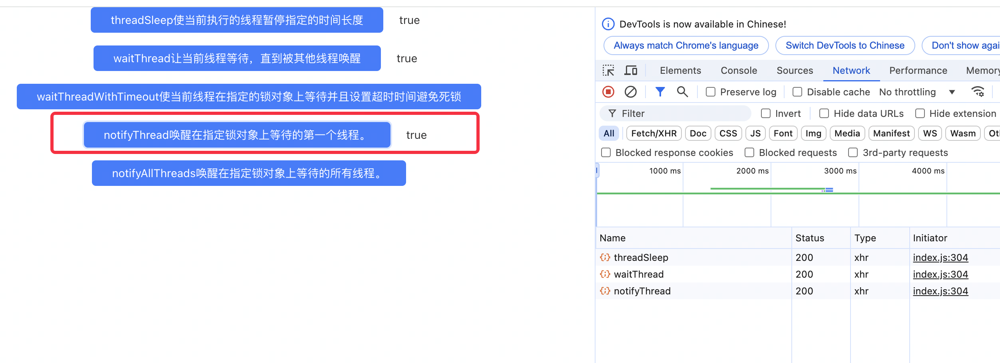 threadSleep使当前执行的线程暂停指定的时间长度 true
waitThread让当前线程等待，直到被其他线程唤醒 true
waitThreadWithTimeout使当前线程在指定的锁对象上等待并且设置超时时间避免死锁
notifyThread唤醒在指定锁对象上等待的第一个线程。 true
notifyAllThreads唤醒在指定锁对象上等待的所有线程。
DevTools is now available in Chinese!
Always match Chrome's language Switch DevTools to Chinese Don't show agai
Elements Console Sources Network Performance Memory
Preserve log Disable cache No throttling
Filter Invert Hide data URLs Hide extension
All Fetch/XHR Doc CSS JS Font Img Media Manifest WS Wasm Ot
Blocked response cookies Blocked requests 3rd-party requests
1000 ms 2000 ms 3000 ms 4000 ms
Name Status Type Initiator
threadSleep 200 xhr index.js:304
waitThread 200 xhr index.js:304
notifyThread 200 xhr index.js:304